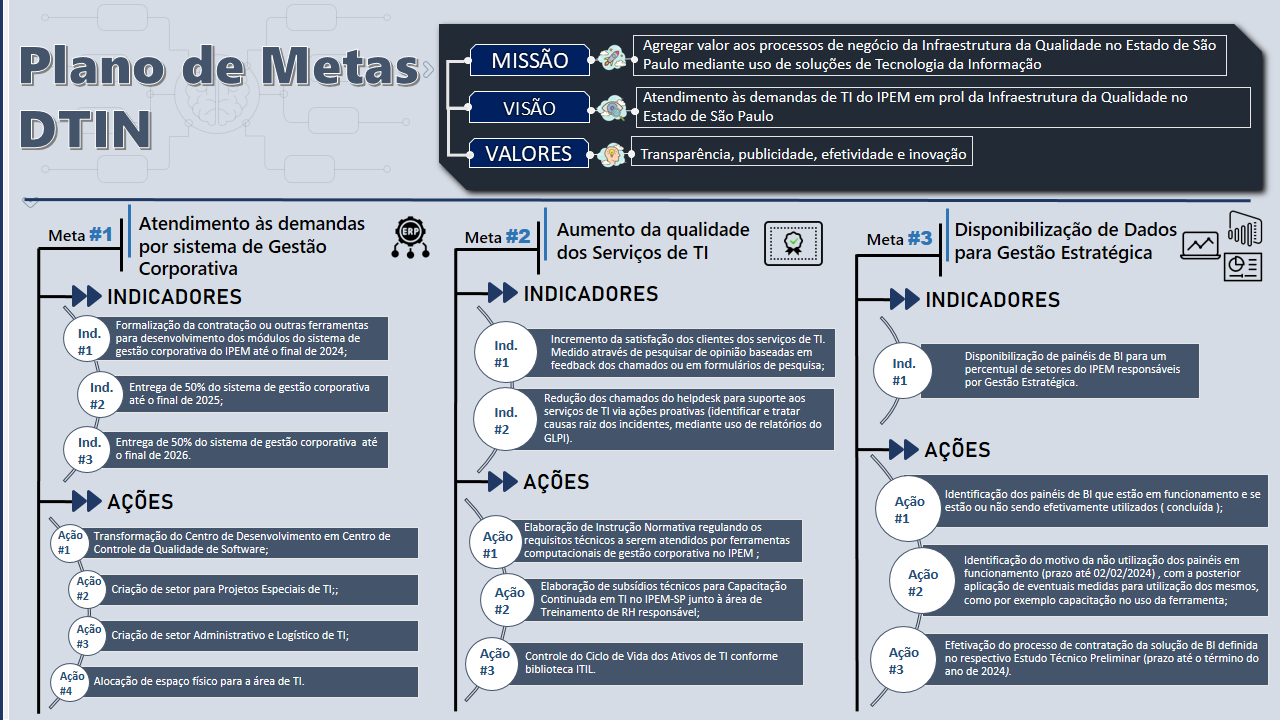 Plano de Metas
DTIN
MISSÃO
Agregar valor aos processos de negócio da Infraestrutura da Qualidade no Estado de São
Paulo mediante uso de soluções de Tecnologia da Informação
VISÃO
Atendimento às demandas de TI do IPEM em prol da Infraestrutura da Qualidade no
Estado de São Paulo
VALORES
Transparência, publicidade, efetividade e inovação
Meta #1
Atendimento às demandas
por sistema de Gestão
Corporativa
ERP
INDICADORES
Ind.
#1
Formalização da contratação ou outras ferramentas
para desenvolvimento dos módulos do sistema de
gestão corporativa do IPEM até o final de 2024;
Ind.
#2
Entrega de 50% do sistema de gestão corporativa
até o final de 2025;
Ind.
#3
Entrega de 50% do sistema de gestão corporativa até
o final de 2026.
AÇÕES
Ação
#1
Transformação do Centro de Desenvolvimento em Centro de
Controle da Qualidade de Software;
Ação
#2
Criação de setor para Projetos Especiais de TI;;
Ação
#3
Criação de setor Administrativo e Logístico de TI;
Ação
#4
Alocação de espaço físico para a área de TI.
Meta #2
Aumento da qualidade
dos Serviços de TI
INDICADORES
Ind.
#1
Incremento da satisfação dos clientes dos serviços de TI.
Medido através de pesquisar de opinião baseadas em
feedback dos chamados ou em formulários de pesquisa;
Ind.
#2
Redução dos chamados do helpdesk para suporte aos
serviços de TI via ações proativas (identificar e tratar
causas raiz dos incidentes, mediante uso de relatórios do
GLPI).
AÇÕES
Ação
#1
Elaboração de Instrução Normativa regulando os
requisitos técnicos a serem atendidos por ferramentas
computacionais de gestão corporativa no IPEM ;
Ação
#2
Elaboração de subsídios técnicos para Capacitação
Continuada em TI no IPEM-SP junto à área de
Treinamento de RH responsável;
Ação
#3
Controle do Ciclo de Vida dos Ativos de TI conforme
biblioteca ITIL.
Meta #3
Disponibilização de Dados
para Gestão Estratégica
INDICADORES
Ind.
#1
Disponibilização de painéis de BI para um
percentual de setores do IPEM responsáveis
por Gestão Estratégica.
AÇÕES
Ação
#1
Identificação dos painéis de BI que estão em funcionamento e se
estão ou não sendo efetivamente utilizados ( concluída );
Ação
#2
Identificação do motivo da não utilização dos painéis em
funcionamento (prazo até 02/02/2024) , com a posterior
aplicação de eventuais medidas para utilização dos mesmos,
como por exemplo capacitação no uso da ferramenta;
Ação
#3
Efetivação do processo de contratação da solução de BI definida
no respectivo Estudo Técnico Preliminar (prazo até o término do
ano de 2024).